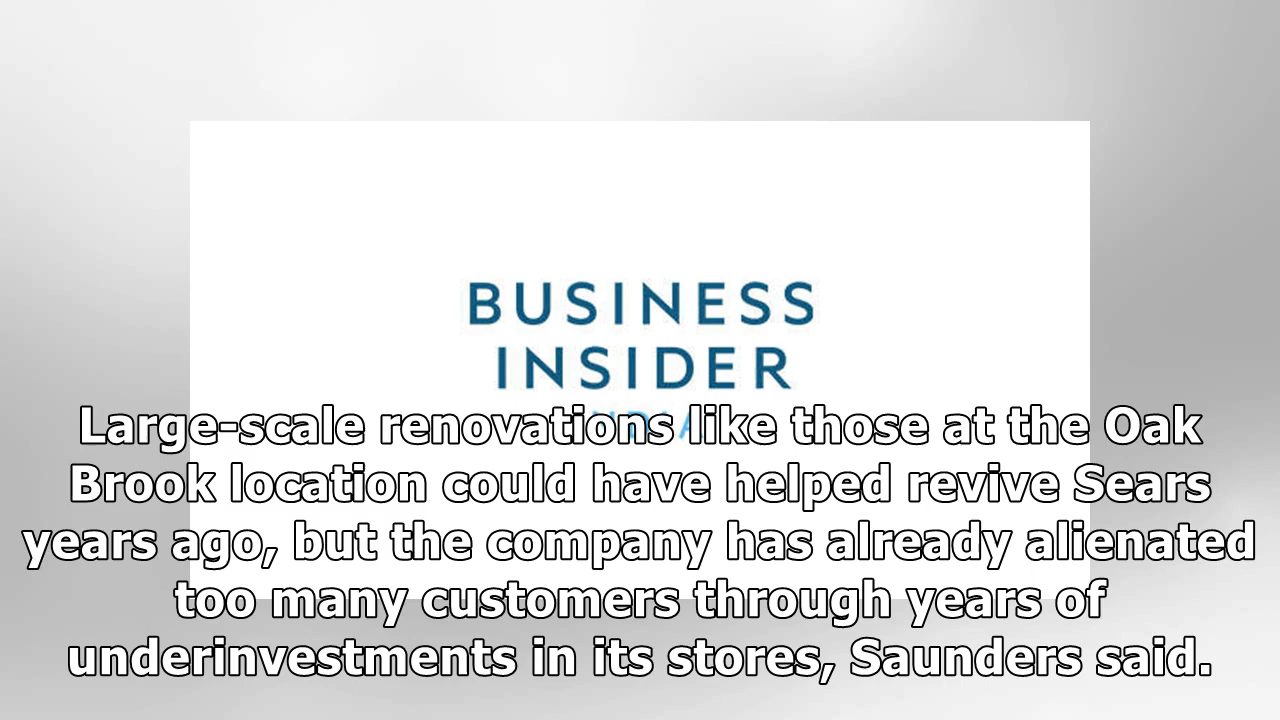 BUSINESS
INSIDER
Large-scale renovations like those at the Oak
Brook location could have helped revive Sears
years ago, but the company has already alienated
too many customers through years of
underinvestments in its stores, Saunders said.